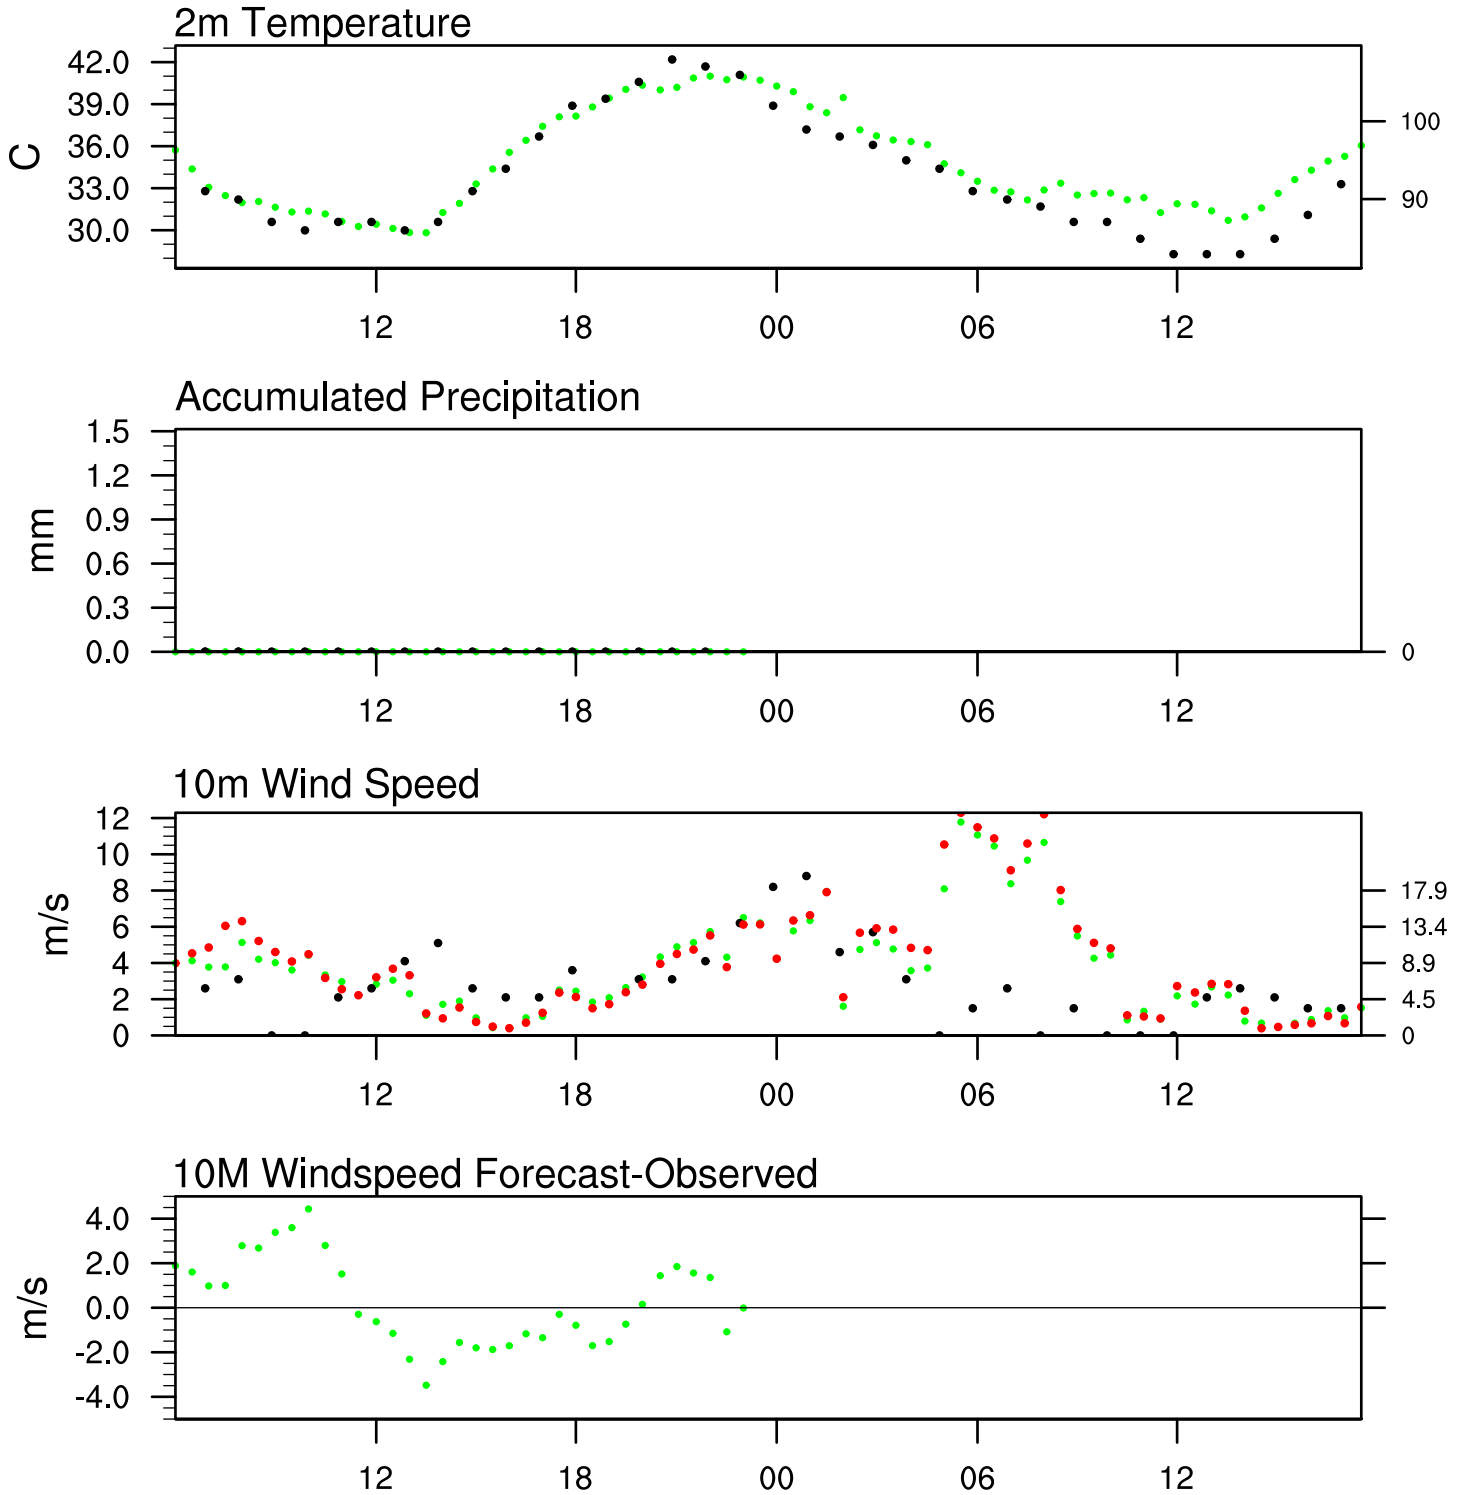 2m Temperature
42.0
39.0
36.0
33.0
30.0
C
100
90
12 18 00 06 12
Accumulated Precipitation
1.5
1.2
0.9
0.6
0.3
0.0
mm
0
12 18 00 06 12
10m Wind Speed
12
10
8
6
4
2
0
m/s
17.9
13.4
8.9
4.5
0
12 18 00 06 12
10M Windspeed Forecast-Observed
4.0
2.0
0.0
-2.0
-4.0
m/s
12 18 00 06 12